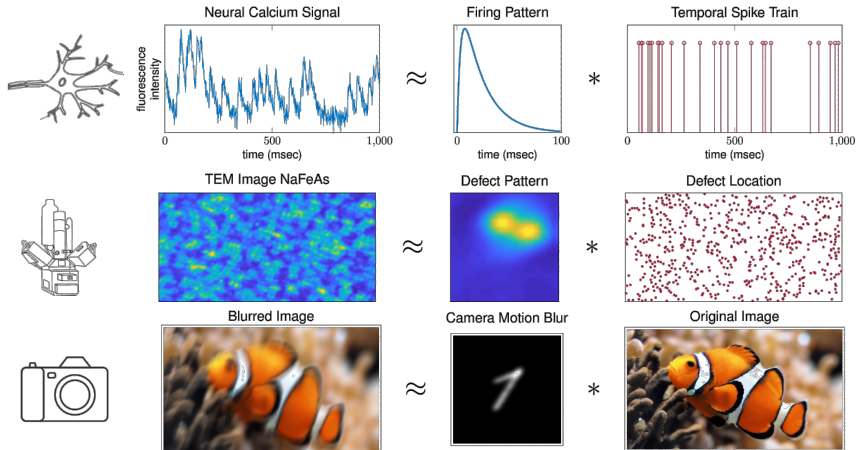 Neural Calcium Signal
Firing Pattern
Temporal Spike Train
fluorescence
intensity
≈
*
0
500
1,000
0
100
0
500
1,000
time (msec)
time (msec)
time (msec)
TEM Image NaFeAs
Defect Pattern
Defect Location
≈
*
Blurred Image
Camera Motion Blur
Original Image
≈
*